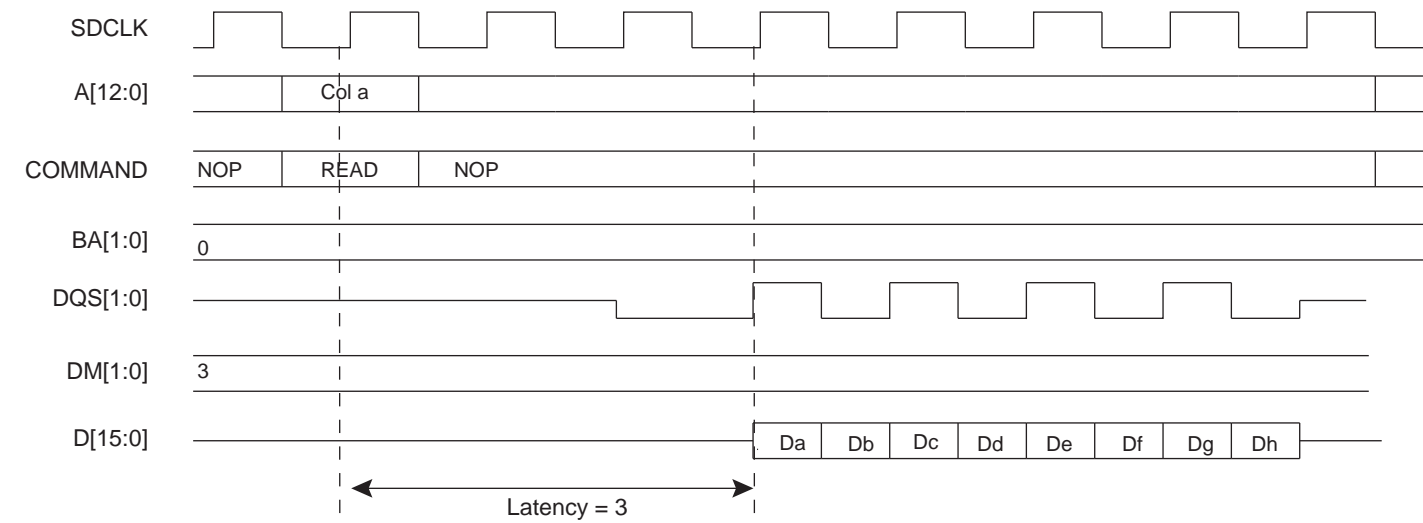 SDCLK
A[12:0] Col a
COMMAND NOP READ NOP
BA[1:0] 0
DQS[1:0]
DM[1:0] 3
D[15:0] Da Db Dc Dd De Df Dg Dh
Latency = 3